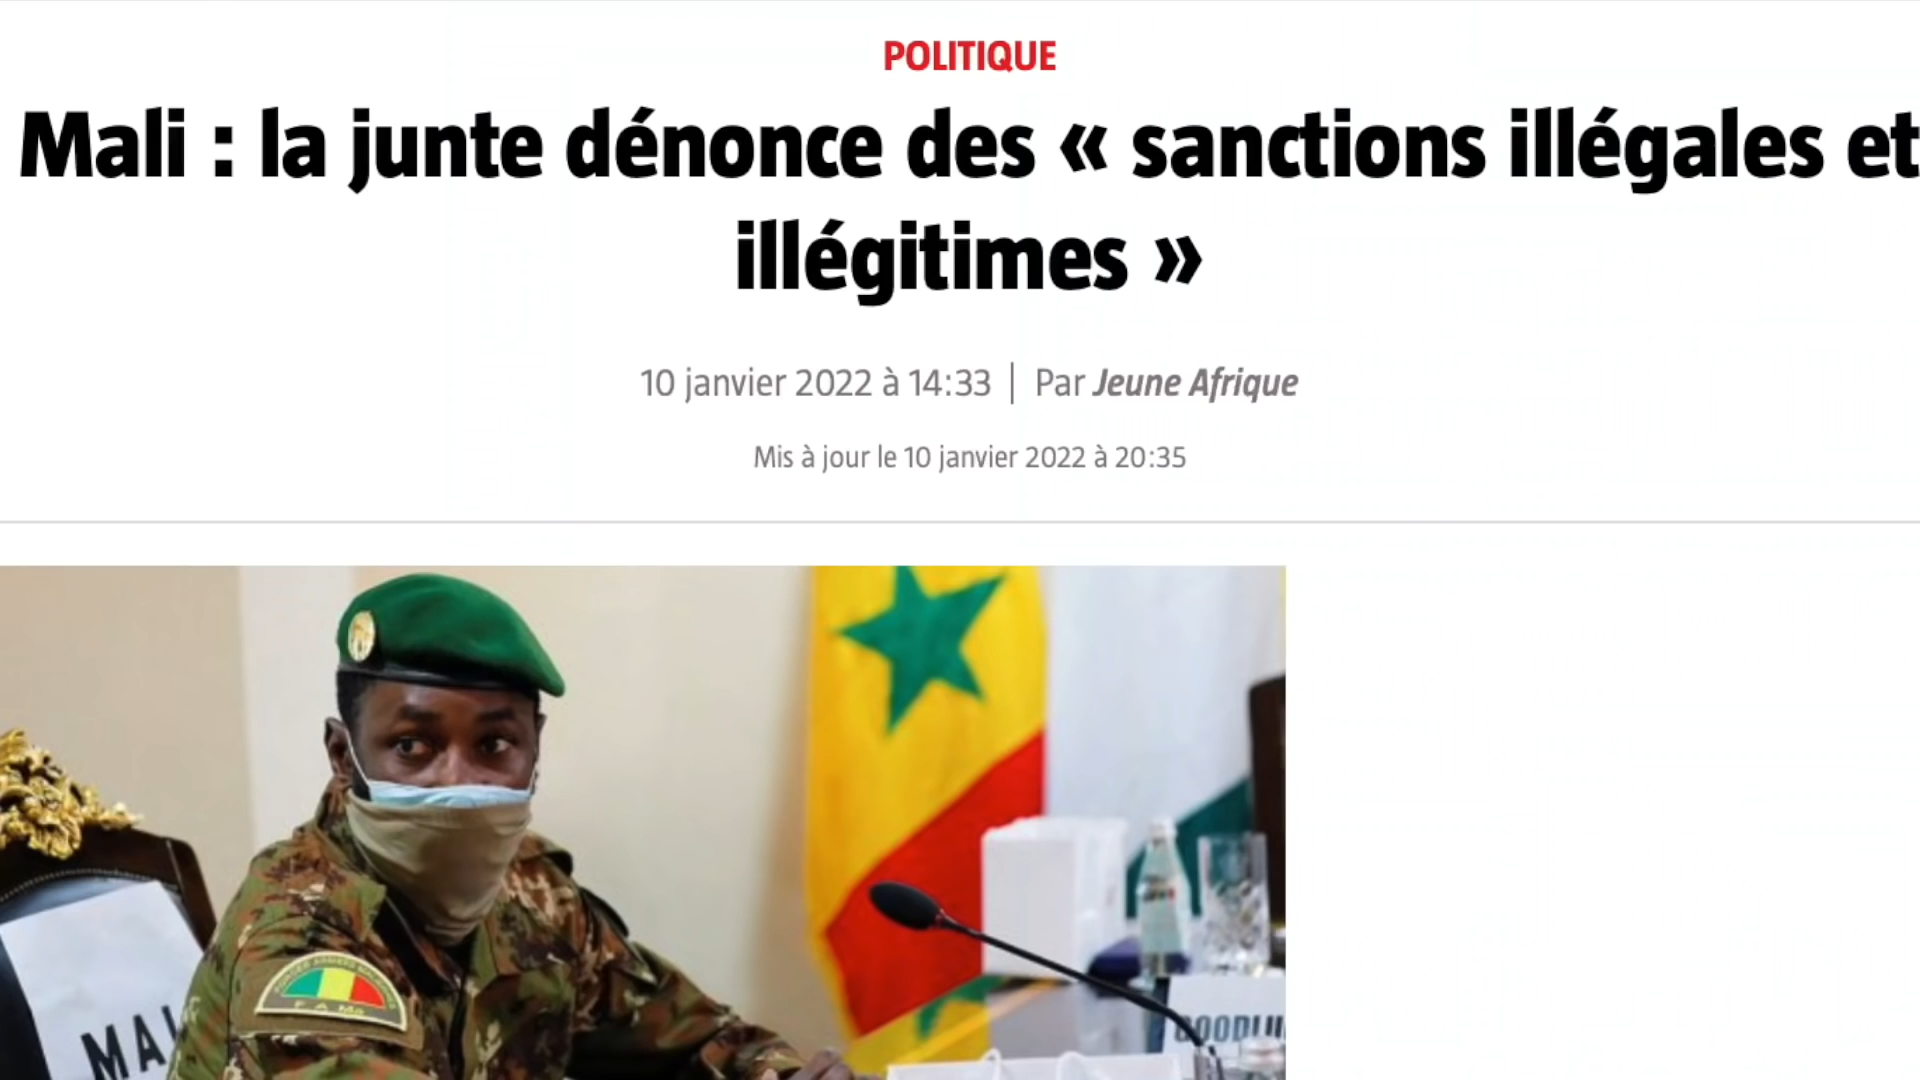 POLITIQUE
Mali : la junte dénonce des « sanctions illégales et
illégitimes »
10 janvier 2022 à 14:33 | Par Jeune Afrique
Mis à jour le 10 janvier 2022 à 20:35
MALI